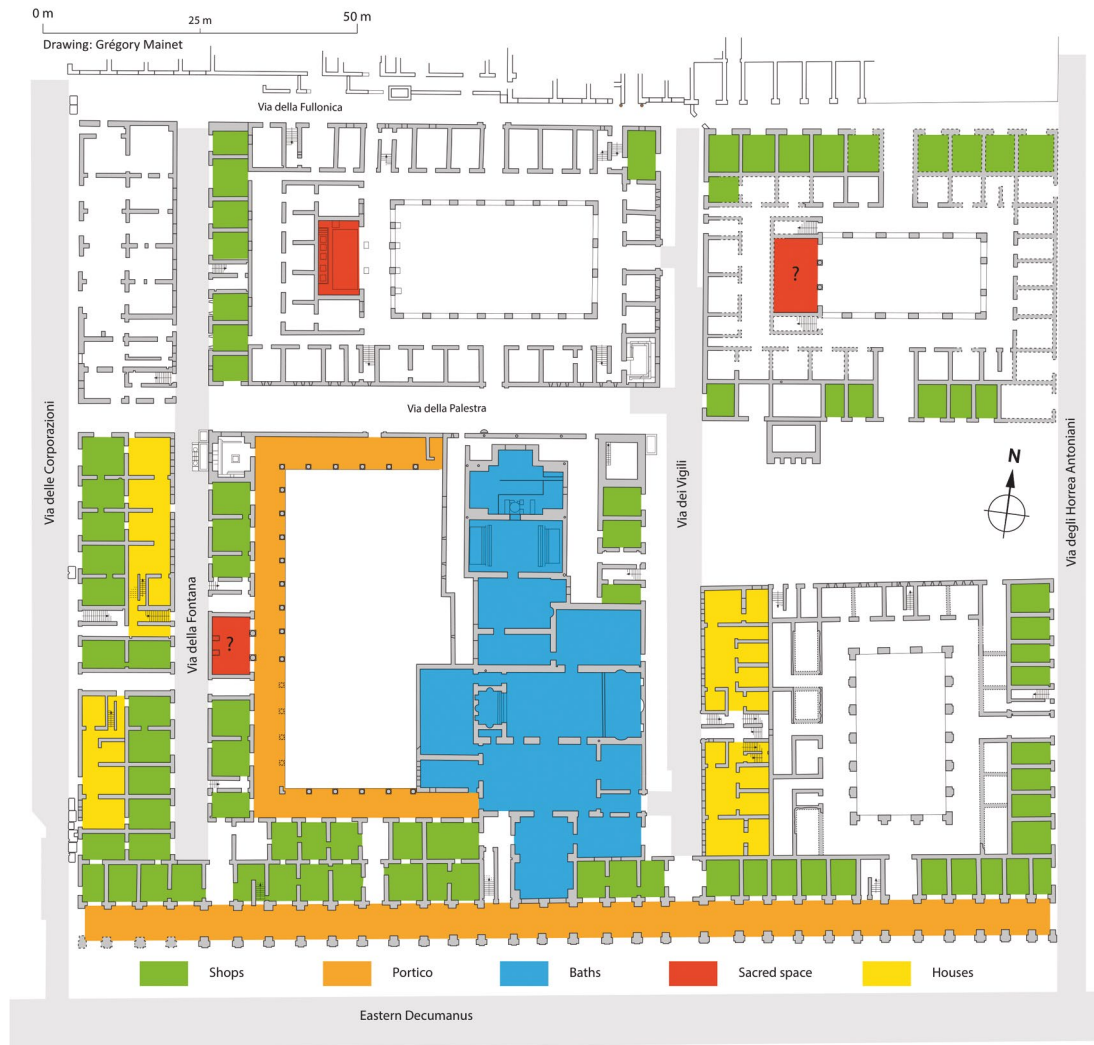 0 m
25 m
50 m
Drawing: Grégory Mainet
Via della Fullonica
?
Via della Palestra
Via delle Corporazioni
Via della Fontana
Via dei Vigili
Via degli Horrea Antoniani
N
?
Shops
Portico
Baths
Sacred space
Houses
Eastern Decumanus